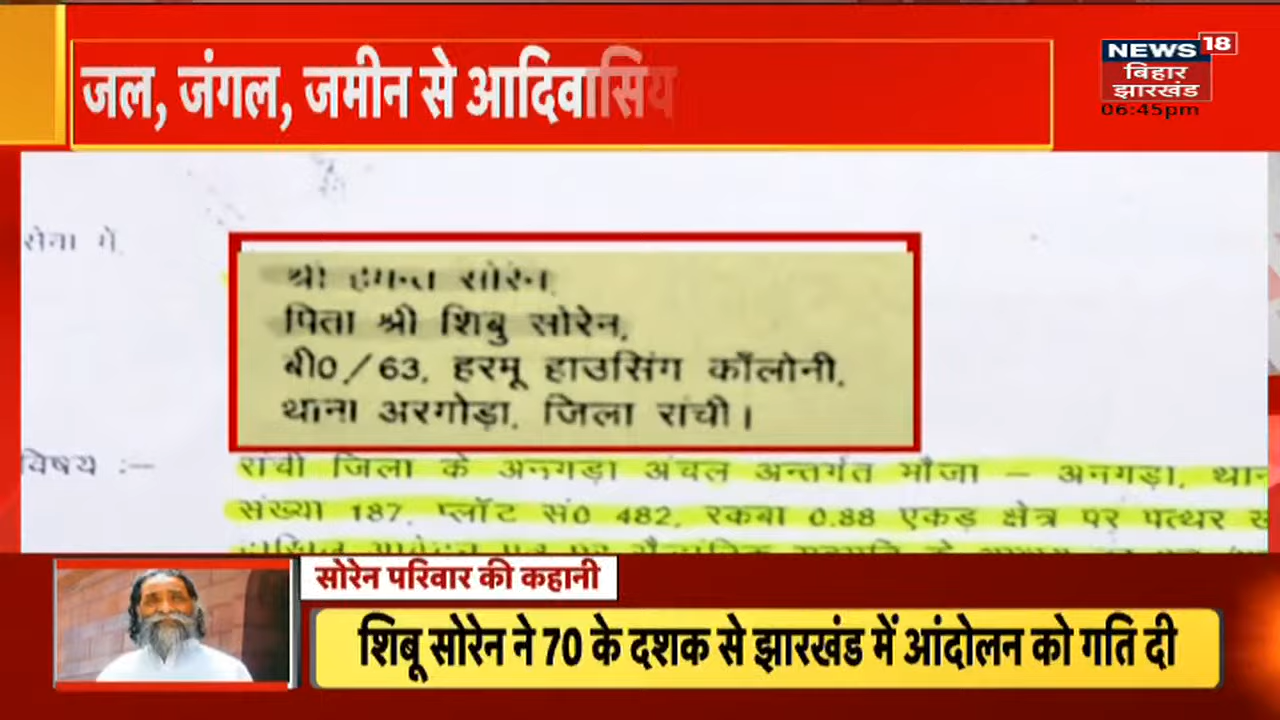 जल, जंगल, जमीन से आदिवासिय
NEWS 18
बिहार
झारखंड
06:45pm
सेवा में,
श्री हेमन्त सोरेन,
पिता श्री शिबु सोरेन,
बी0/63, हरमू हाउसिंग कॉलोनी,
थाना अरगोड़ा, जिला रांची।
विषय :— रांची जिला के अनगड़ा अंचल अन्तर्गत मौजा – अनगड़ा, थान
संख्या 187, प्लॉट सं0 482, रकबा 0.88 एकड़ क्षेत्र पर पत्थर
सोरेन परिवार की कहानी
शिबू सोरेन ने 70 के दशक से झारखंड में आंदोलन को गति दी